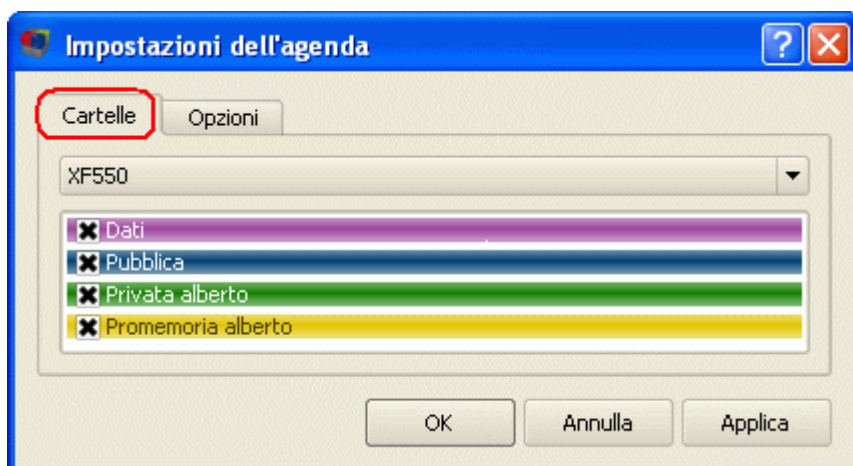 Impostazioni dell'agenda
Cartelle Opzioni
XF550
Dati
Pubblica
Privata alberto
Promemoria alberto
OK Annulla Applica